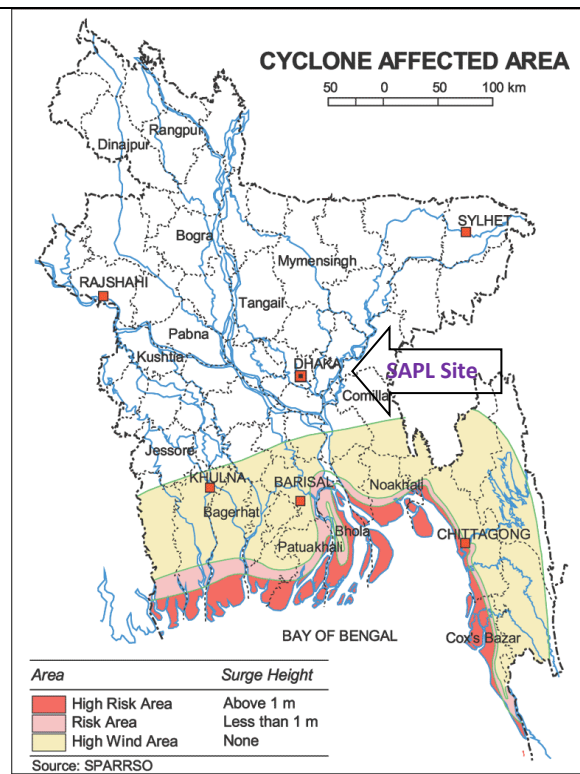 CYCLONE AFFECTED AREA
50 0 50 100 km
Rangpur
Dinajpur
SYLHET
Bogra
Mymensingh
RAJSHAHI
Tangail
Pabna
Kushtia
DHAKA
SAPL Site
Comilla
Jessore
KHULNA
BARISAL
Noakhali
Bagerhat
Bhola
CHITTAGONG
Patuakhali
BAY OF BENGAL
Cox's Bazar
Area Surge Height
High Risk Area Above 1 m
Risk Area Less than 1 m
High Wind Area None
Source: SPARRSO
1